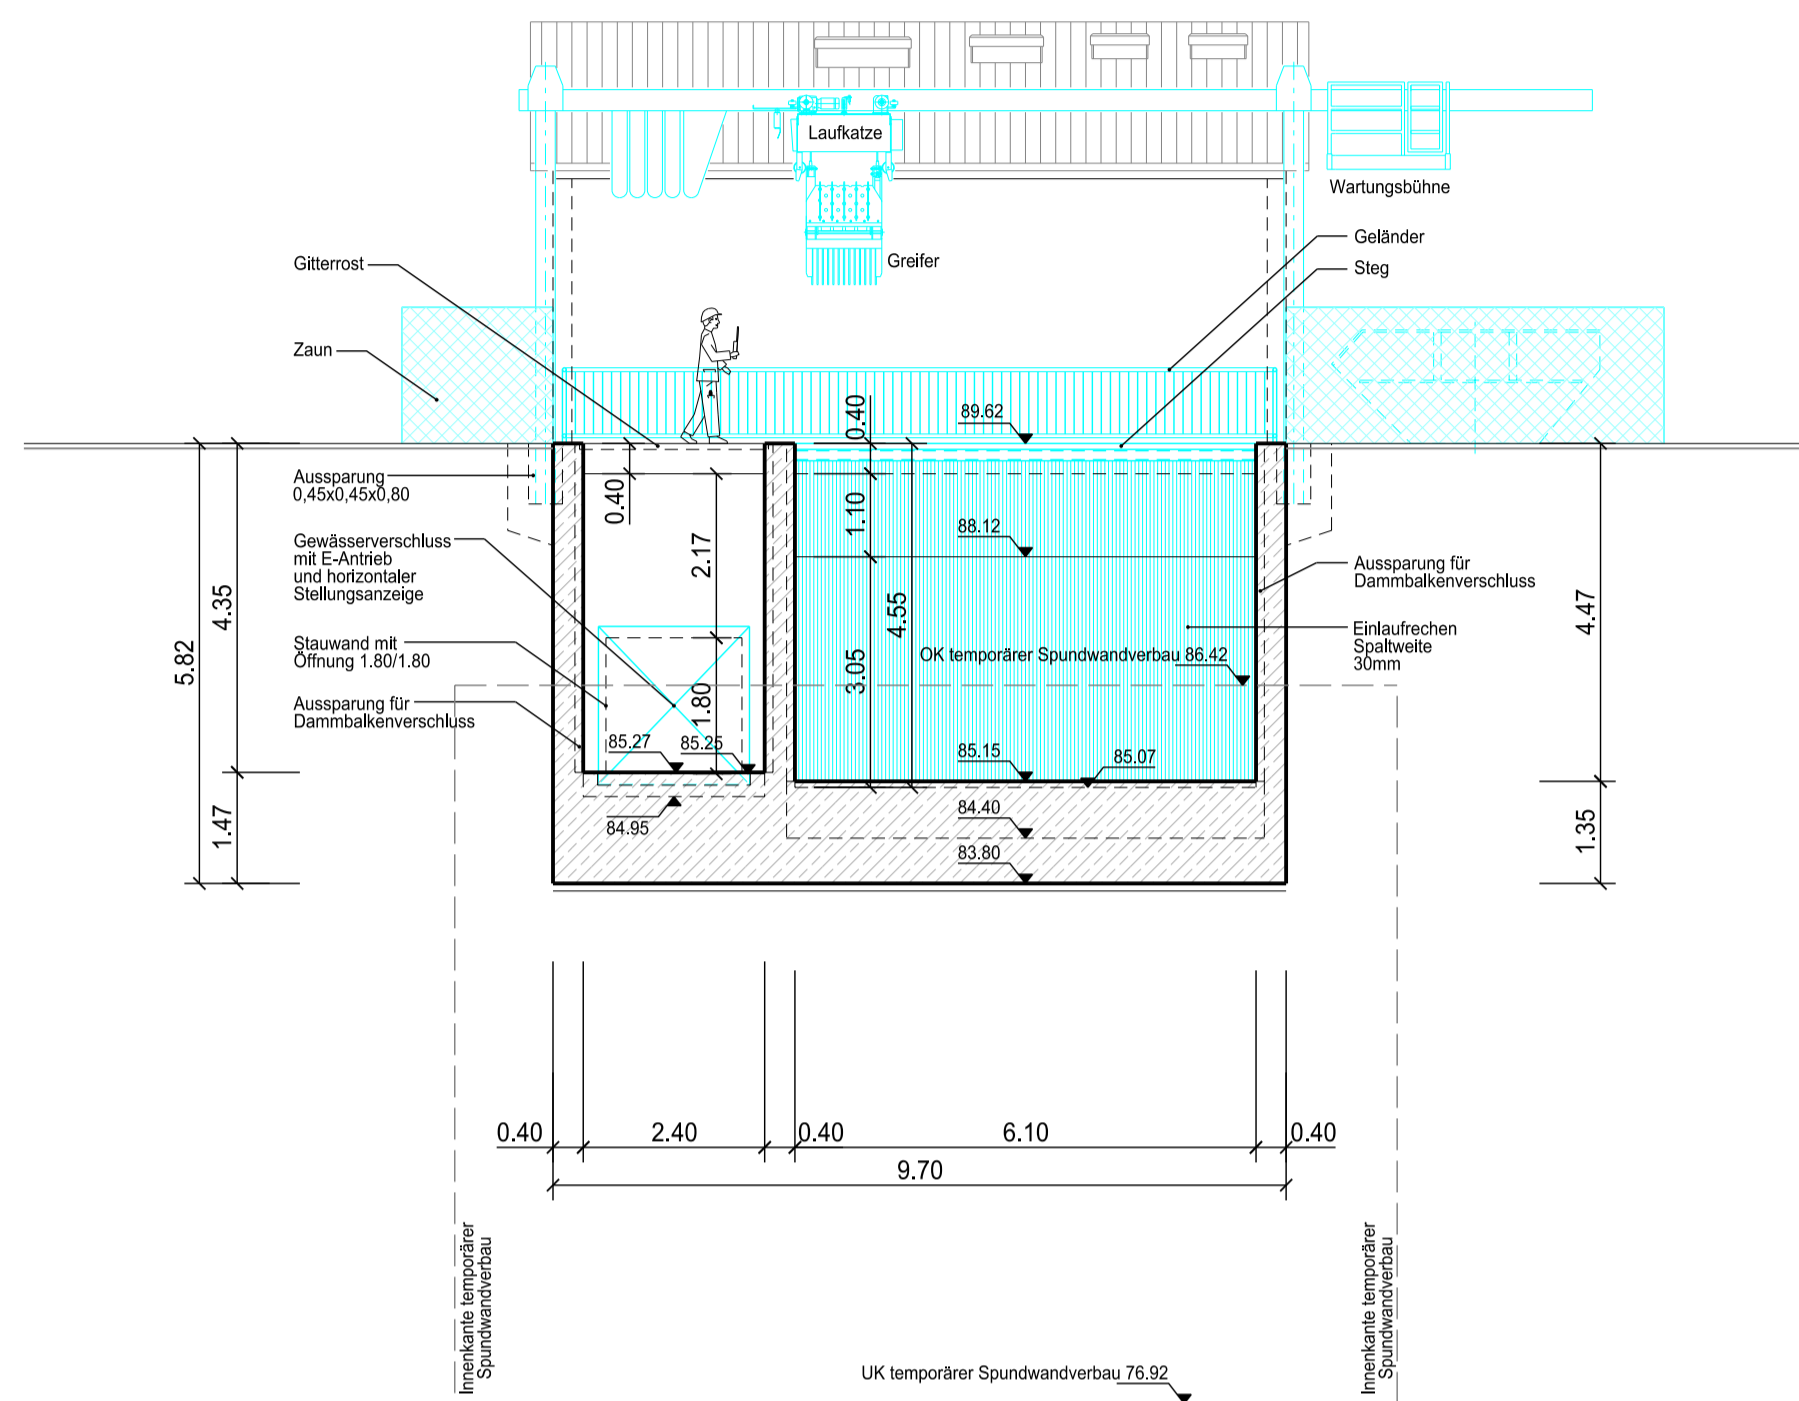 Laufkatze
Wartungsbühne
Greifer
Geländer
Steg
Gitterrost
Zaun
89.62
0.40
Aussparung
0,45x0,45x0,80
0.40
1.10
88.12
2.17
Gewässerverschluss
mit E-Antrieb
und horizontaler
Stellungsanzeige
Aussparung für
Dammbalkenverschluss
4.35
5.82
4.55
4.47
Einlaufrechen
Spaltweite
30mm
Stauwand mit
Öffnung 1.80/1.80
OK temporärer Spundwandverbau 86.42
3.05
1.80
Aussparung für
Dammbalkenverschluss
85.27
85.25
85.15
85.07
84.95
84.40
1.47
1.35
83.80
0.40
2.40
0.40
6.10
0.40
9.70
Innenkante temporärer
Spundwandverbau
Innenkante temporärer
Spundwandverbau
UK temporärer Spundwandverbau 76.92